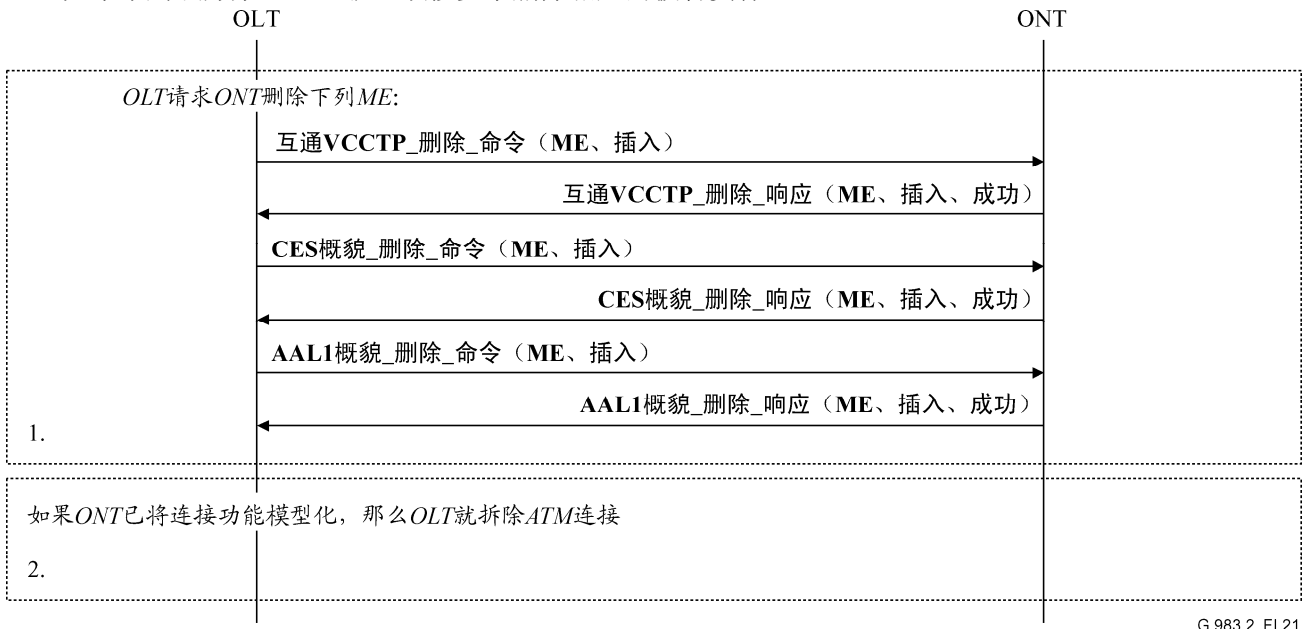 OLT
ONT
OLT请求ONT删除下列ME:
互通VCCTP_删除_命令（ME、插入）
互通VCCTP_删除_响应（ME、插入、成功）
CES概貌_删除_命令（ME、插入）
CES概貌_删除_响应（ME、插入、成功）
AAL1概貌_删除_命令（ME、插入）
AAL1概貌_删除_响应（ME、插入、成功）
1.
如果ONT已将连接功能模型化，那么OLT就拆除ATM连接
2.